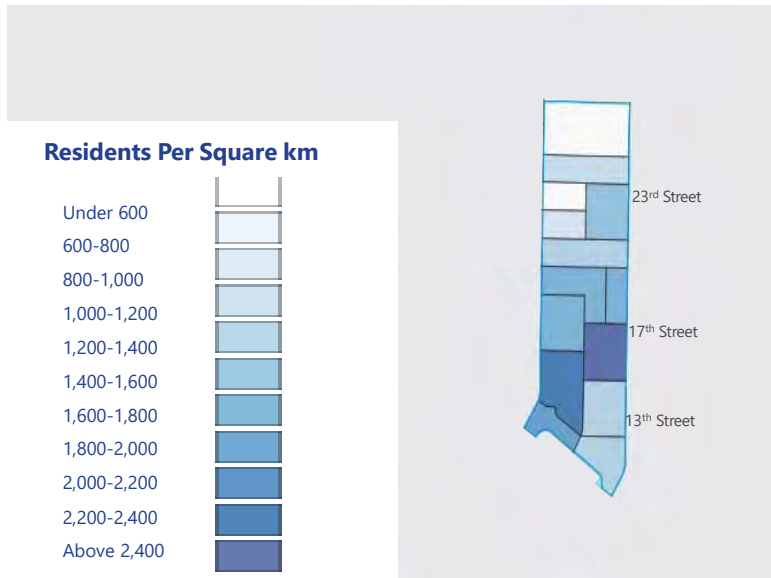 Residents Per Square km
Under 600
600-800
800-1,000
1,000-1,200
1,200-1,400
1,400-1,600
1,600-1,800
1,800-2,000
2,000-2,200
2,200-2,400
Above 2,400
23rd Street
17th Street
13th Street